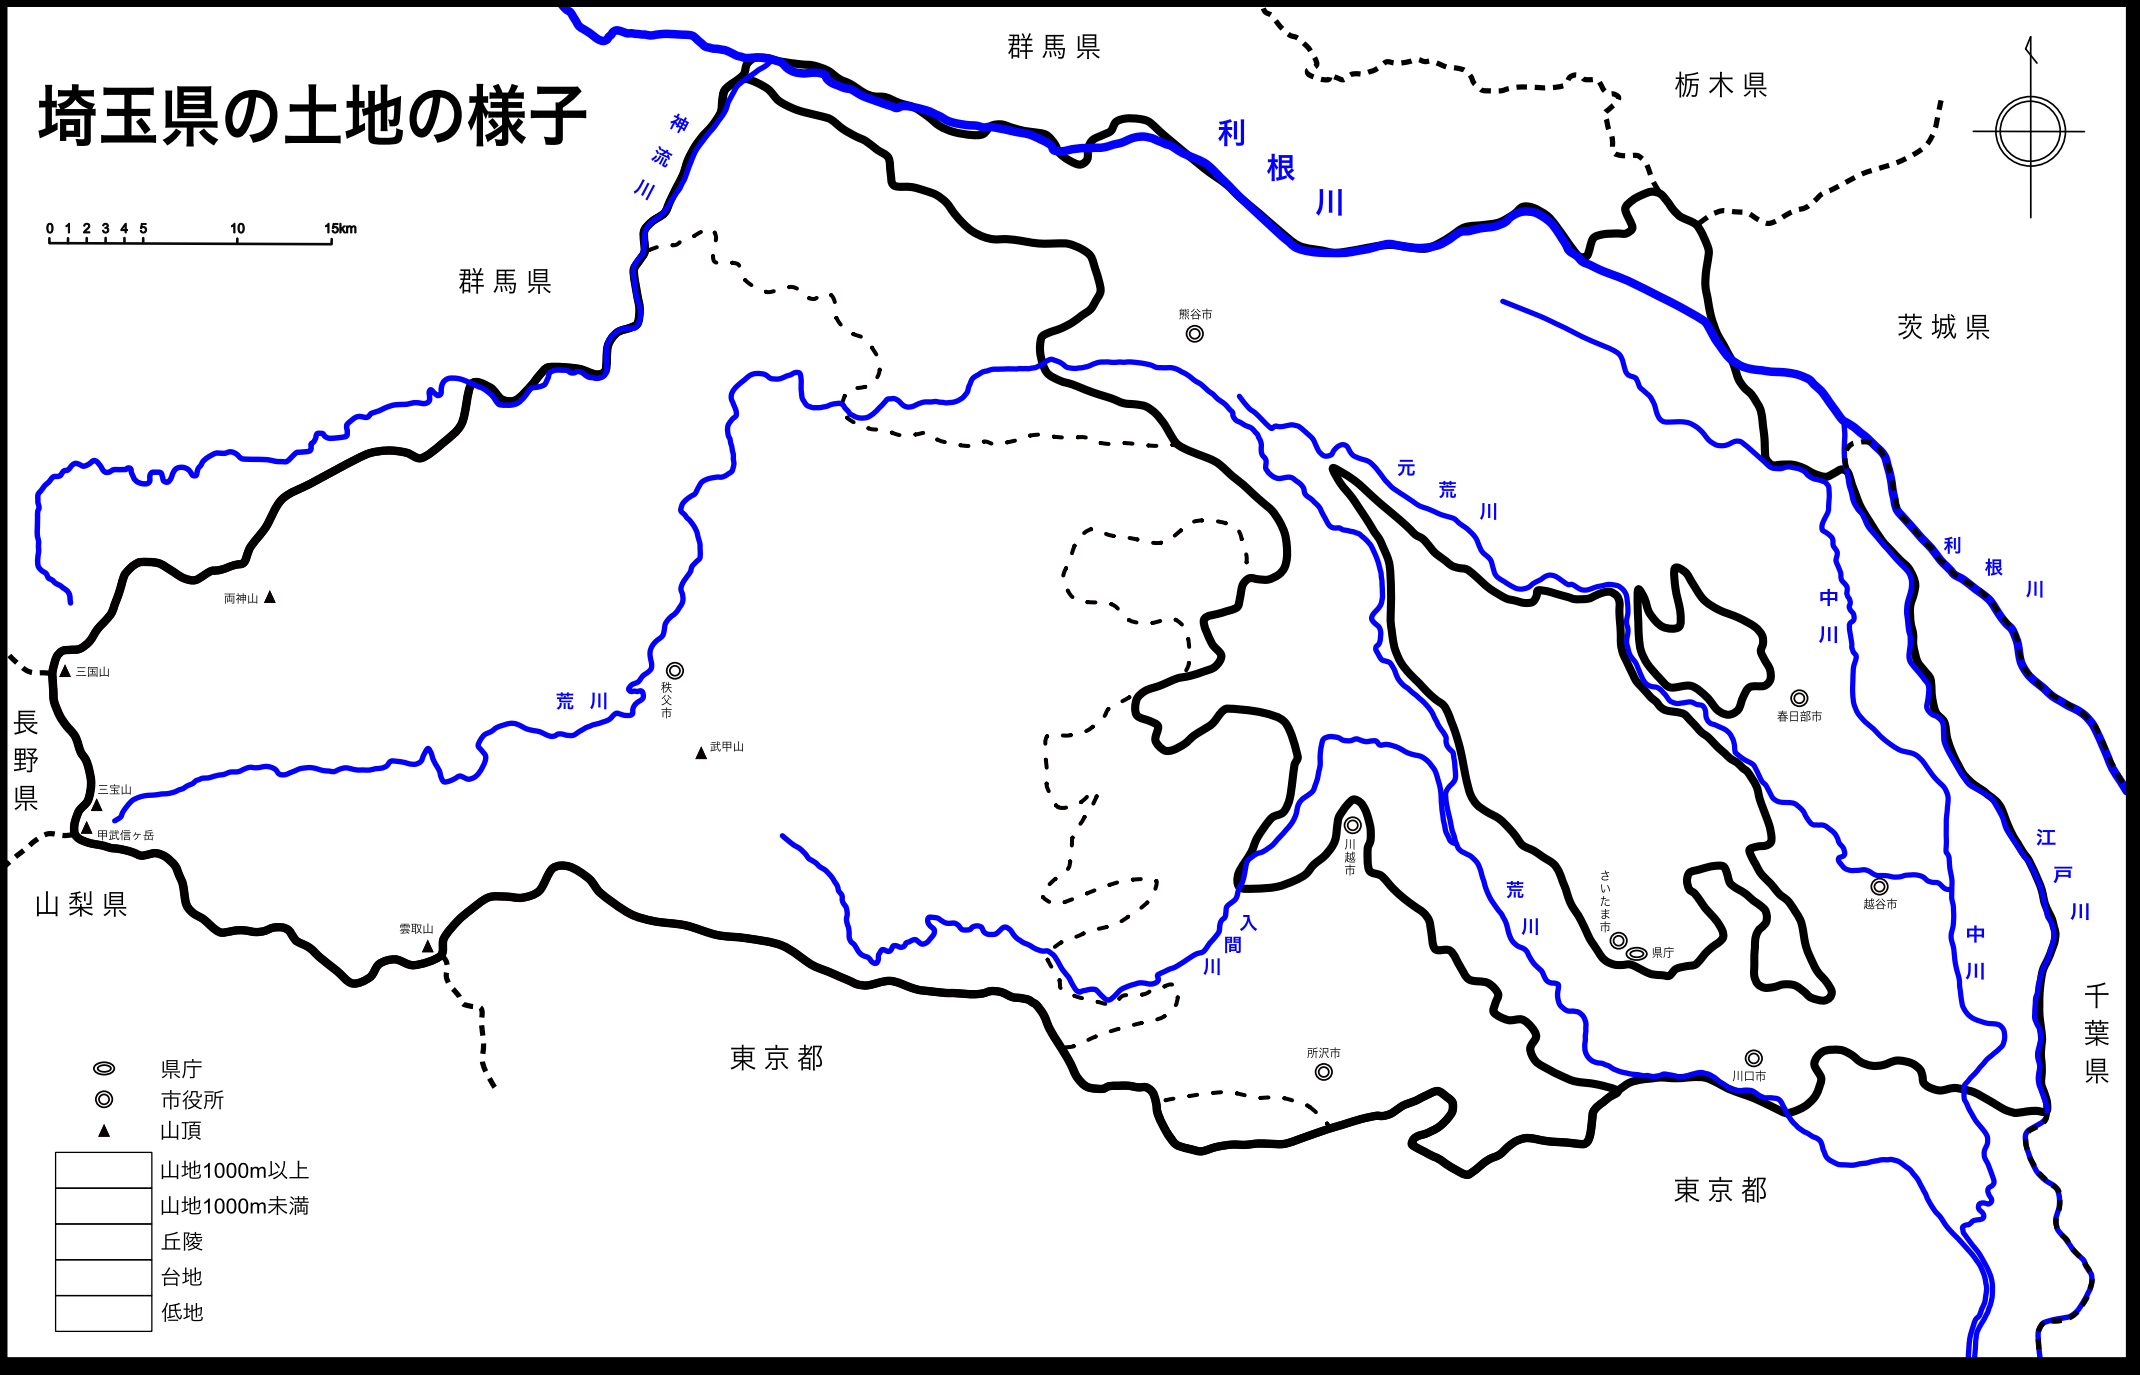 埼玉県の土地の様子
0 1 2 3 4 5 10 15km
群馬県
群馬県
栃木県
茨城県
千葉県
東京都
東京都
山梨県
長野県
神流川
利根川
利根川
元荒川
中川
中川
江戸川
荒川
荒川
入間川
熊谷市
秩父市
春日部市
越谷市
川越市
さいたま市
県庁
川口市
所沢市
両神山
三国山
三宝山
甲武信ヶ岳
武甲山
雲取山
県庁
市役所
山頂
山地1000m以上
山地1000m未満
丘陵
台地
低地